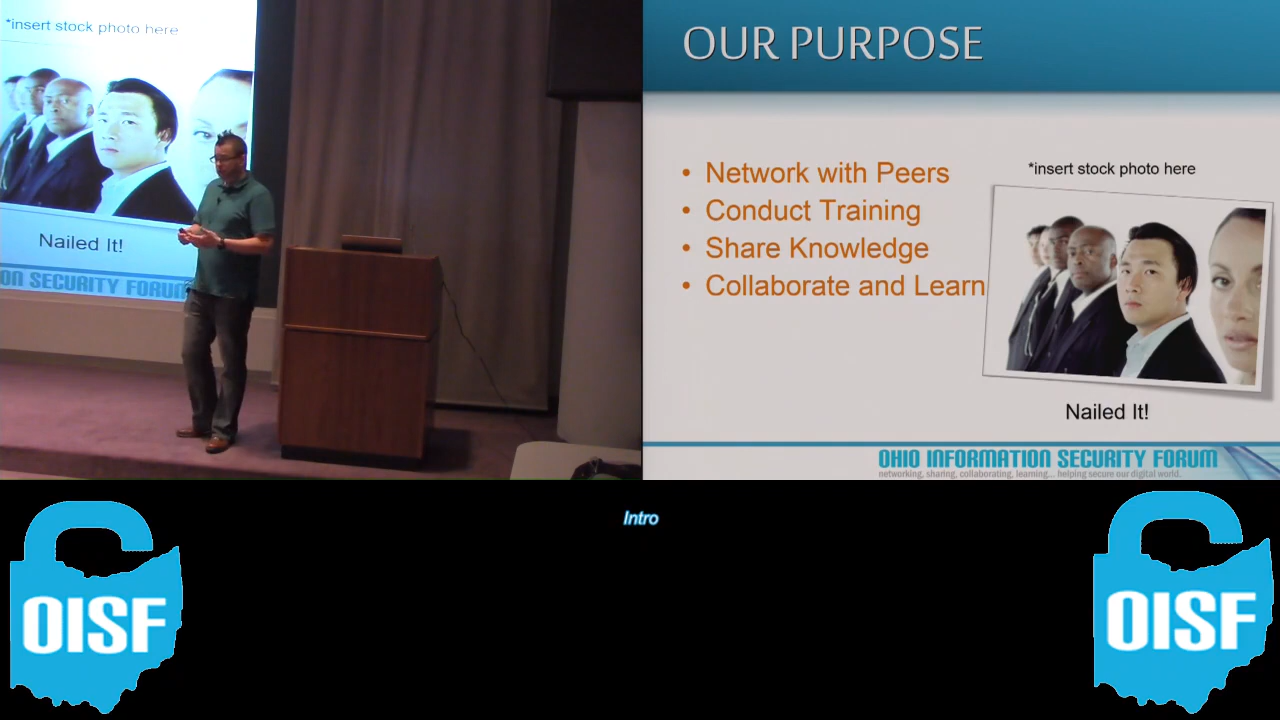 *insert stock photo here
Nailed It!
ON SECURITY FORUM
OUR PURPOSE
• Network with Peers
• Conduct Training
• Share Knowledge
• Collaborate and Learn
*insert stock photo here
Nailed It!
OHIO INFORMATION SECURITY FORUM
networking, sharing, collaborating, learning... helping secure our digital world.
Intro
OISF
OISF